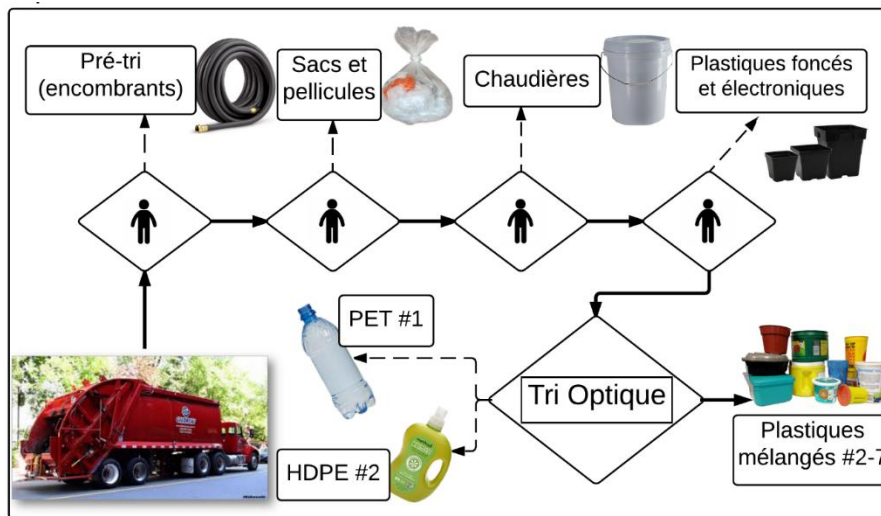 Pré-tri
(encombrants)
Sacs et
pellicules
Chaudières
Plastiques foncés
et électroniques
PET #1
HDPE #2
Tri Optique
Plastiques
mélangés #2-7